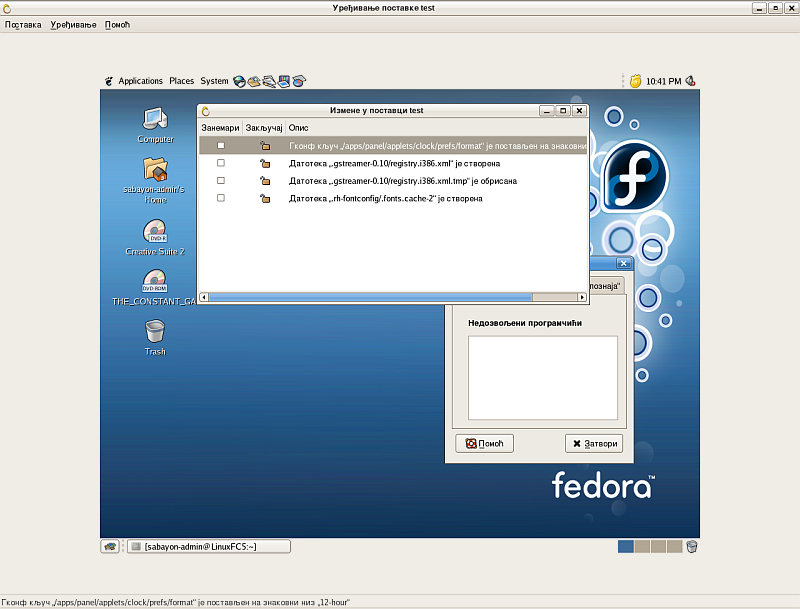 Уређивање поставке test
Поставка Уређивање Помоћ
Applications Places System 10:41 PM
Измене у поставци test
Занемари Закључај Опис
Гконф кључ „/apps/panel/applets/clock/prefs/format“ је постављен на знаковни
Датотека „.gstreamer-0.10/registry.i386.xml“ је створена
Датотека „.gstreamer-0.10/registry.i386.xml.tmp“ је обрисана
Датотека „.rh-fontconfig/.fonts.cache-2“ је створена
Computer
sabayon-admin's
Home
DVD-R
Creative Suite 2
DVD-ROM
THE_CONSTANT_GA
Trash
познаја"
Недозвољени програмчићи
Помоћ Затвори
fedora™
[sabayon-admin@LinuxFC5:~]
Гконф кључ „/apps/panel/applets/clock/prefs/format“ је постављен на знаковни низ „12-hour“